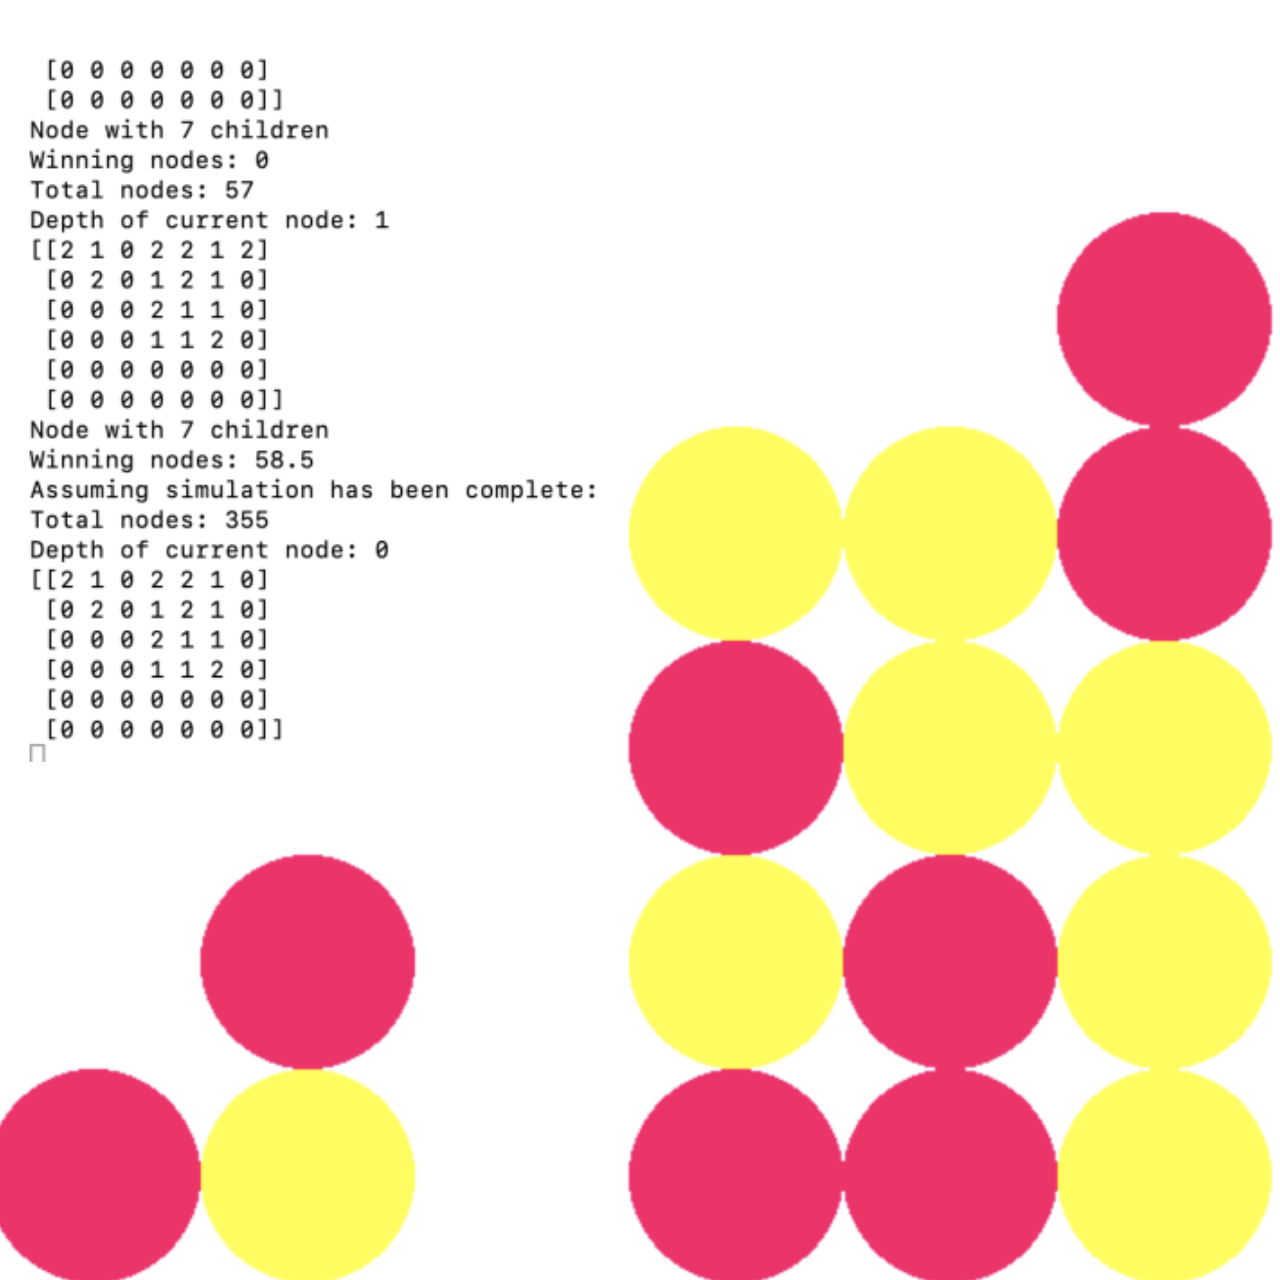 [0 0 0 0 0 0 0]
[0 0 0 0 0 0 0]]
Node with 7 children
Winning nodes: 0
Total nodes: 57
Depth of current node: 1
[[2 1 0 2 2 1 2]
[0 2 0 1 2 1 0]
[0 0 0 2 1 1 0]
[0 0 0 1 1 2 0]
[0 0 0 0 0 0 0]
[0 0 0 0 0 0 0]]
Node with 7 children
Winning nodes: 58.5
Assuming simulation has been complete:
Total nodes: 355
Depth of current node: 0
[[2 1 0 2 2 1 0]
[0 2 0 1 2 1 0]
[0 0 0 2 1 1 0]
[0 0 0 1 1 2 0]
[0 0 0 0 0 0 0]
[0 0 0 0 0 0 0]]